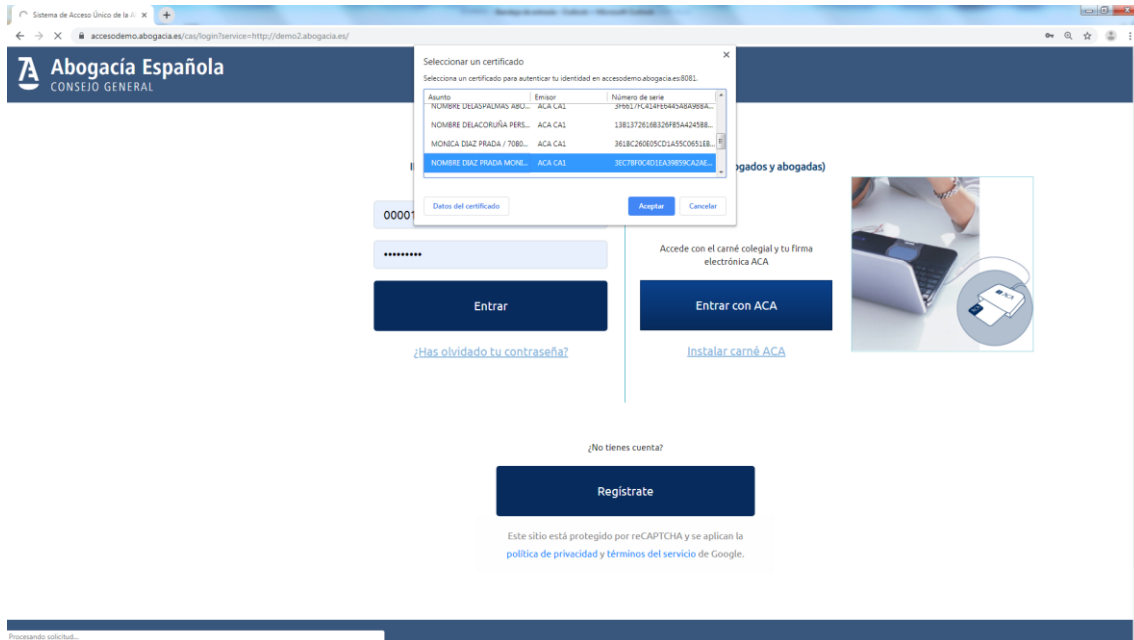 Sistema de Acceso Único de la A
accesodemo.abogacia.es/cas/login?service=http://demo2.abogacia.es/
Abogacía Española
CONSEJO GENERAL
Seleccionar un certificado
Selecciona un certificado para autenticar tu identidad en accesodemo.abogacia.es:8081.
Asunto Emisor Número de serie
NOMBRE DELASPALMAS ABO... ACA CA1
NOMBRE DELACORUÑA PERS... ACA CA1
MONICA DIAZ PRADA / 7080... ACA CA1
NOMBRE DIAZ PRADA MONI... ACA CA1
Datos del certificado Aceptar Cancelar
ogados y abogadas)
0000
•••••••••
Accede con el carné colegial y tu firma
electrónica ACA
Entrar Entrar con ACA
¿Has olvidado tu contraseña? Instalar carné ACA
¿No tienes cuenta?
Regístrate
Este sitio está protegido por reCAPTCHA y se aplican la
política de privacidad y términos del servicio de Google.
Procesando solicitud...